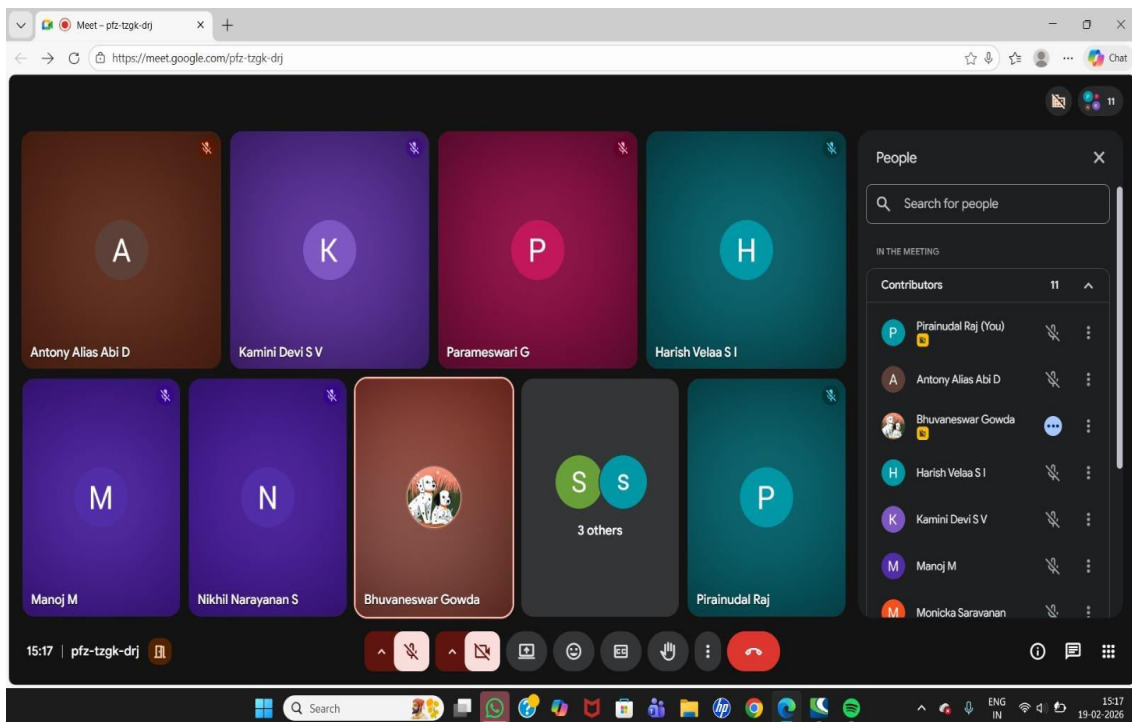 Meet – pfz-tzgk-drj
https://meet.google.com/pfz-tzgk-drj
Chat
P
11
A
Antony Alias Abi D
K
Kamini Devi S V
P
Parameswari G
H
Harish Velaa S I
M
Manoj M
N
Nikhil Narayanan S
Bhuvaneswar Gowda
S s
3 others
P
Pirainudal Raj
People
Search for people
IN THE MEETING
Contributors 11
P Pirainudal Raj (You)
A Antony Alias Abi D
Bhuvaneswar Gowda
H Harish Velaa S I
K Kamini Devi S V
M Manoj M
M Monicka Saravanan
15:17 | pfz-tzgk-drj
CC
Search
hp
ENG
IN
15:17
19-02-2026